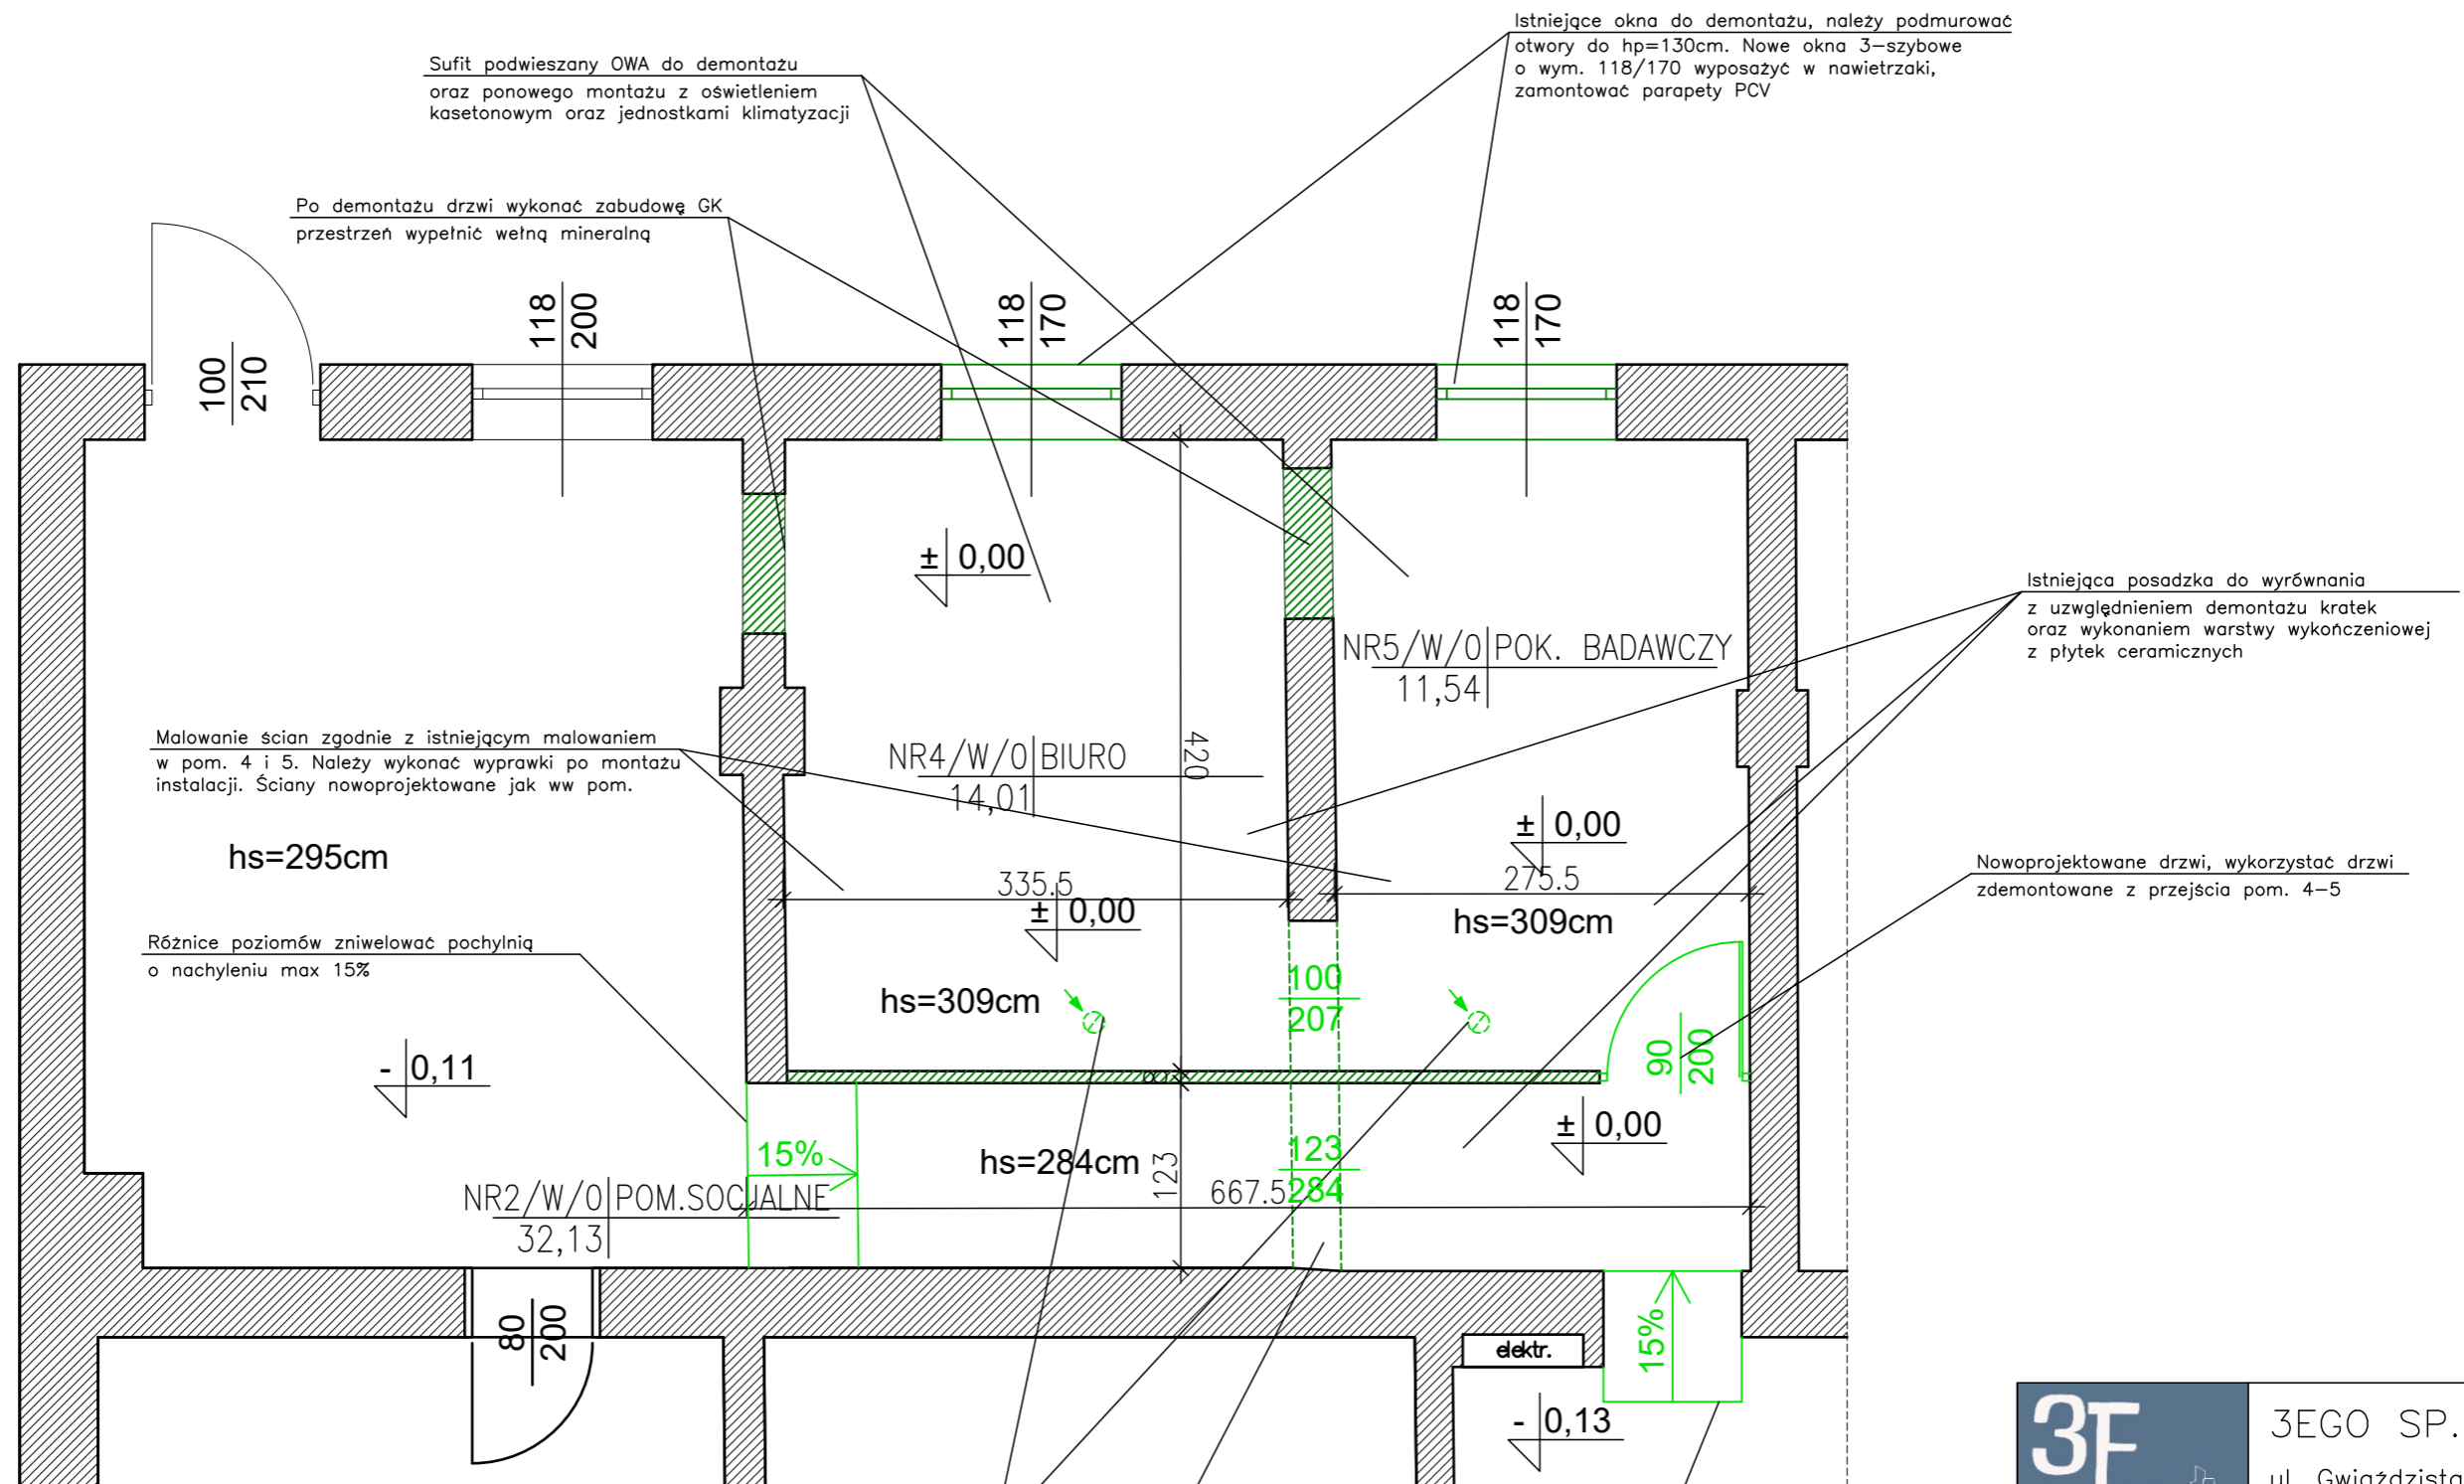 Istniejące okna do demontażu, należy podmurować
otwory do hp=130cm. Nowe okna 3-szybowe
o wym. 118/170 wyposażyć w nawietrzaki,
zamontować parapety PCV
Sufit podwieszany OWA do demontażu
oraz ponowego montażu z oświetleniem
kasetonowym oraz jednostkami klimatyzacji
Po demontażu drzwi wykonać zabudowę GK
przestrzeń wypełnić wełną mineralną
118
200
118
170
118
170
100
210
± 0,00
Istniejąca posadzka do wyrównania
z uzwględnieniem demontażu kratek
oraz wykonaniem warstwy wykończeniowej
z płytek ceramicznych
NR5/W/0 POK. BADAWCZY
11,54
Malowanie ścian zgodnie z istniejącym malowaniem
w pom. 4 i 5. Należy wykonać wyprawki po montażu
instalacji. Ściany nowoprojektowane jak ww pom.
NR4/W/0 BIURO
14,01
420
± 0,00
hs=295cm
Nowoprojektowane drzwi, wykorzystać drzwi
zdemontowane z przejścia pom. 4-5
335.5
275.5
± 0,00
hs=309cm
Różnice poziomów zniwelować pochylnią
o nachyleniu max 15%
hs=309cm
100
207
90
200
- 0,11
8
± 0,00
15%
hs=284cm
123
123
284
667.5
NR2/W/0 POM.SOCJALNE
32,13
80
200
elektr.
15%
- 0,13
3F
3EGO SP.
ul. Gwiaździsta